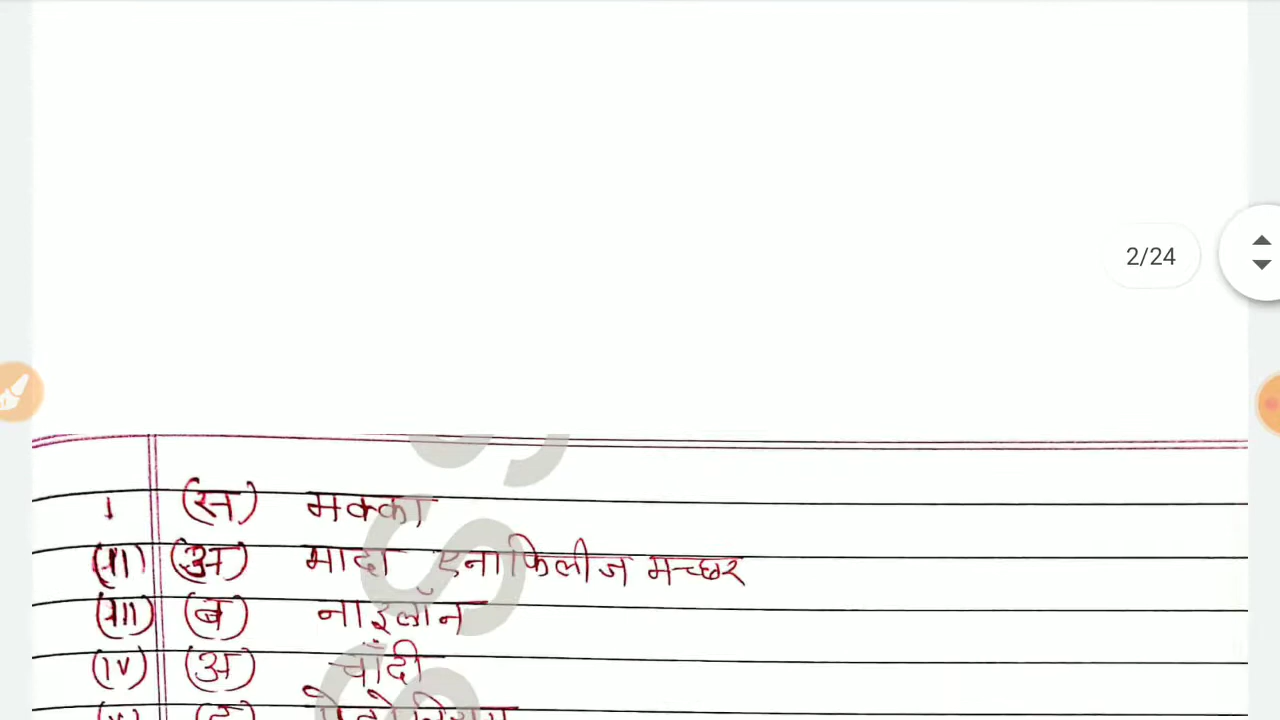 2/24
I (स) मक्का
(II) (अ) मादा एनाफिलीज मच्छर
(III) (ब) नाइलॉन
(IV) (अ) चाँदी